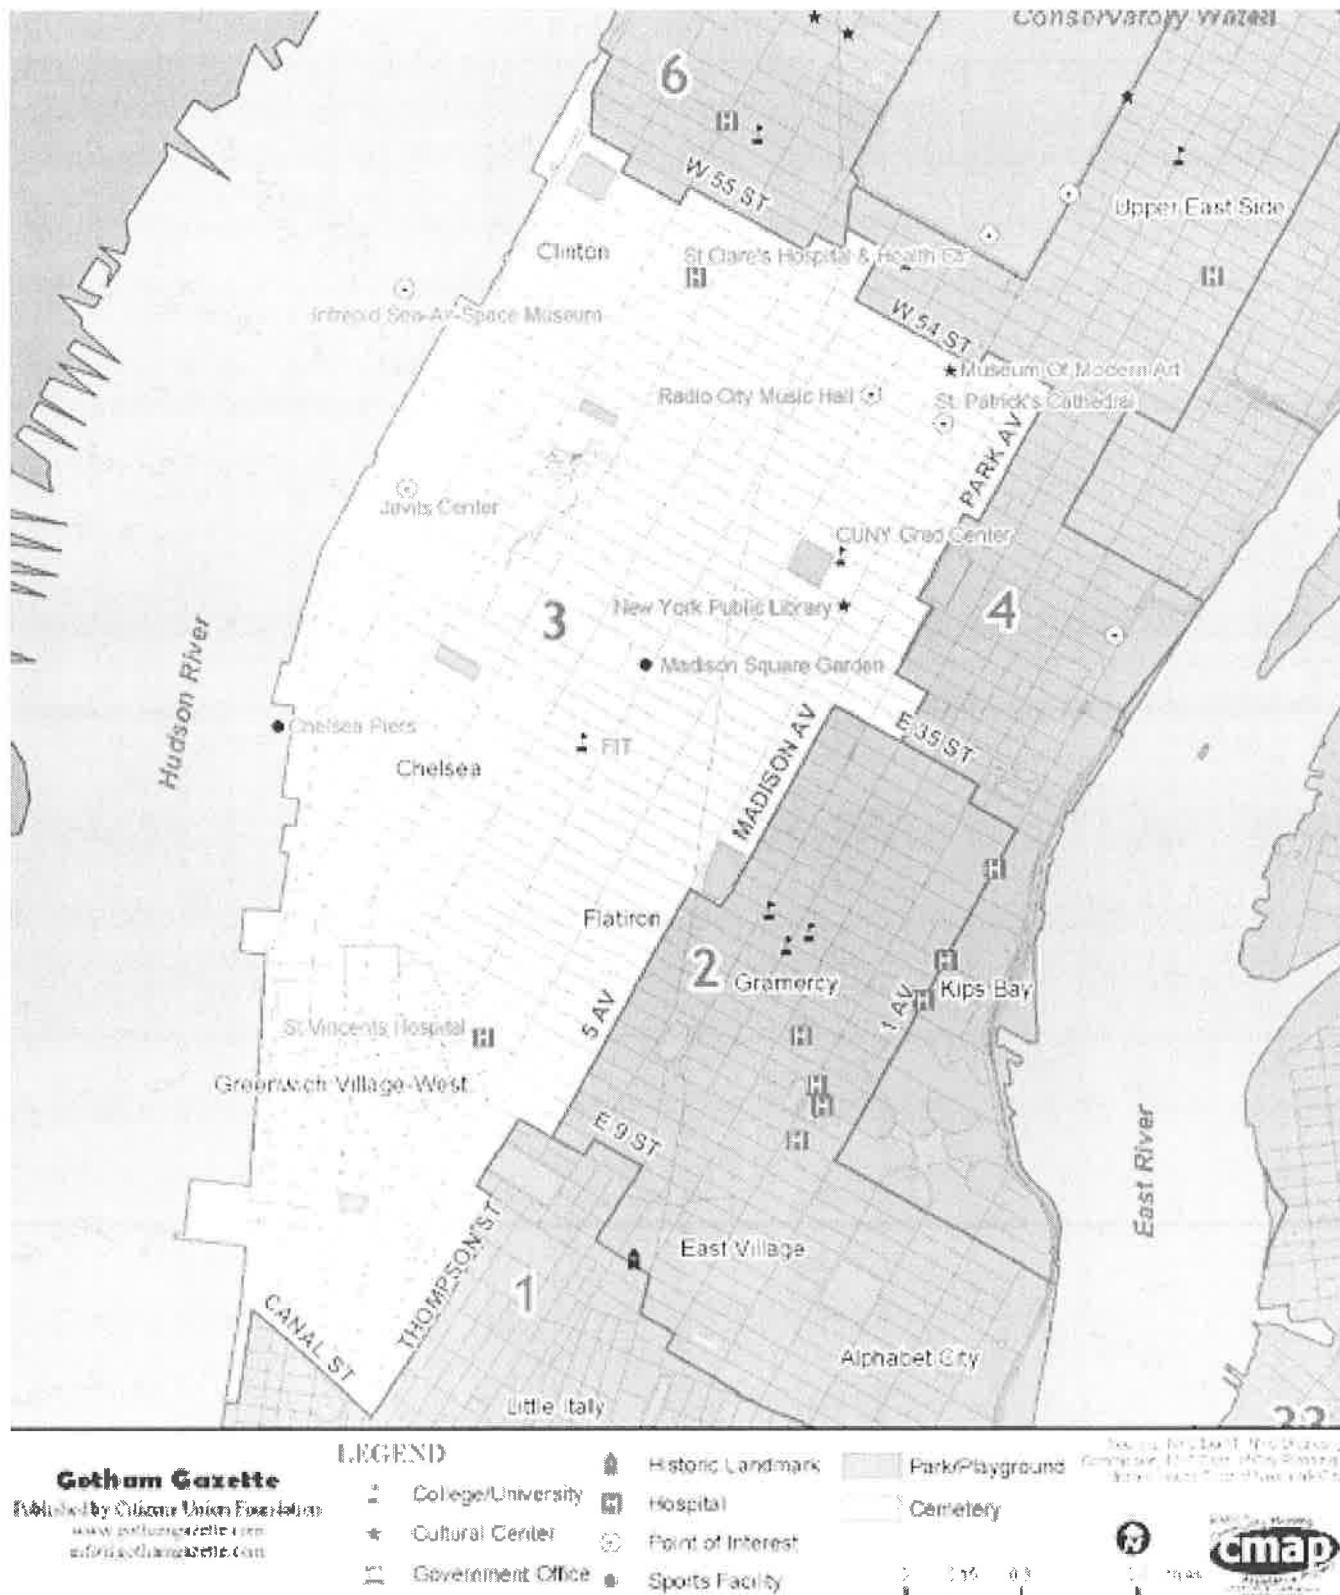 Conservatory Water
6
W 55 ST
Upper East Side
Clinton
St Clare's Hospital & Health
Intrepid Sea-Air-Space Museum
W 54 ST
Museum Of Modern Art
Radio City Music Hall
St. Patrick's Cathedral
PARK AV
Javits Center
CUNY Grad Center
3
New York Public Library
4
Madison Square Garden
Hudson River
Chelsea Piers
E 35 ST
FIT
Chelsea
MADISON AV
Flatiron
2
Gramercy
Kips Bay
5 AV
1 AV
St Vincents Hospital
Greenwich Village-West
E 9 ST
East River
THOMPSON ST
East Village
1
CANAL ST
Alphabet City
Little Italy
33
LEGEND
Gotham Gazette
Published by Citizens Union Foundation
www.gothamgazette.com
College/University
Cultural Center
Government Office
Historic Landmark
Hospital
Point of Interest
Sports Facility
Park/Playground
Cemetery
N
cmap